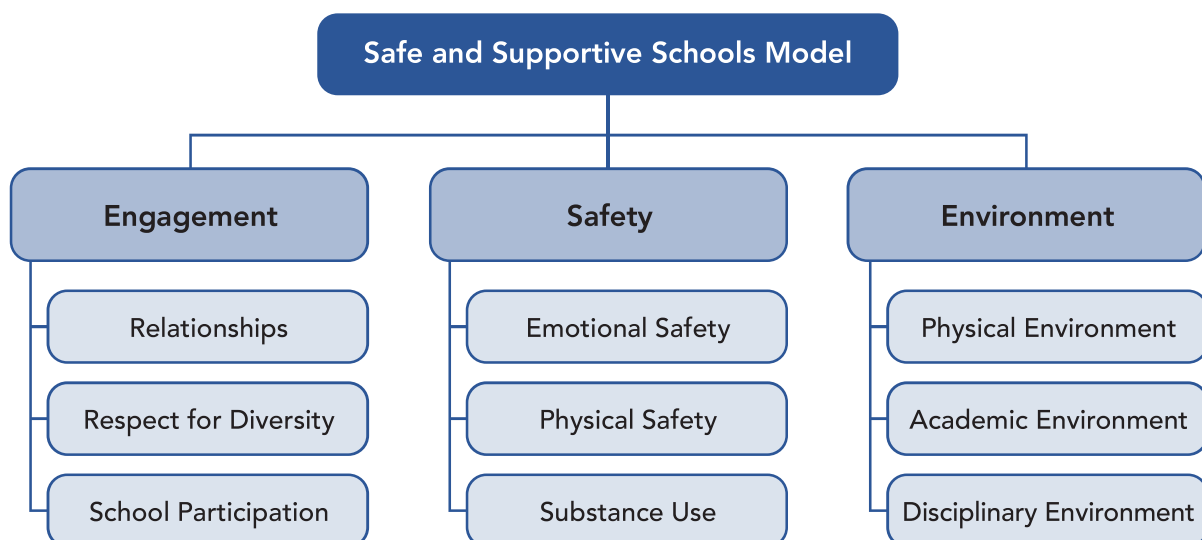 Safe and Supportive Schools Model
Engagement
Relationships
Respect for Diversity
School Participation
Safety
Emotional Safety
Physical Safety
Substance Use
Environment
Physical Environment
Academic Environment
Disciplinary Environment